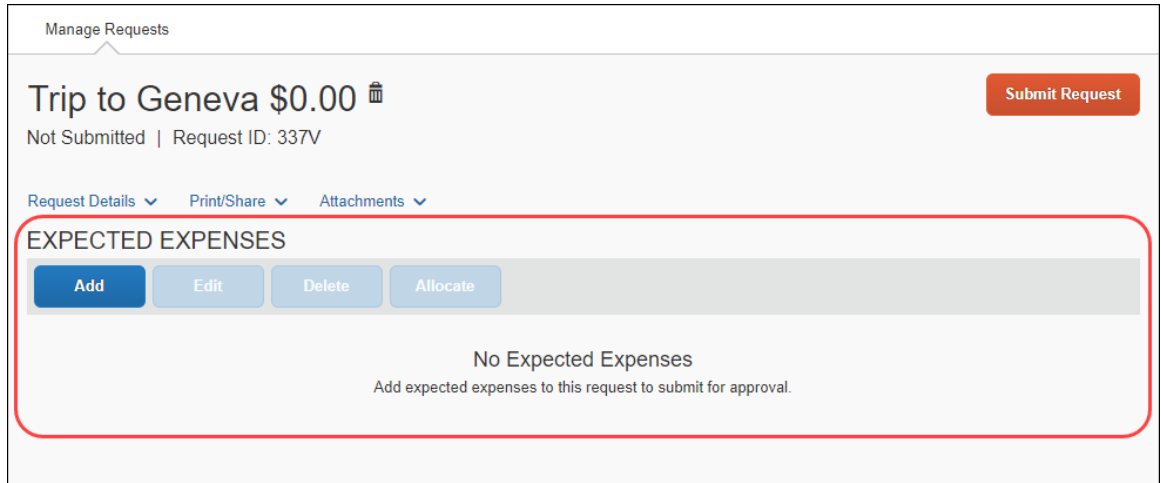 Manage Requests
Trip to Geneva $0.00
Submit Request
Not Submitted | Request ID: 337V
Request Details Print/Share Attachments
EXPECTED EXPENSES
Add Edit Delete Allocate
No Expected Expenses
Add expected expenses to this request to submit for approval.